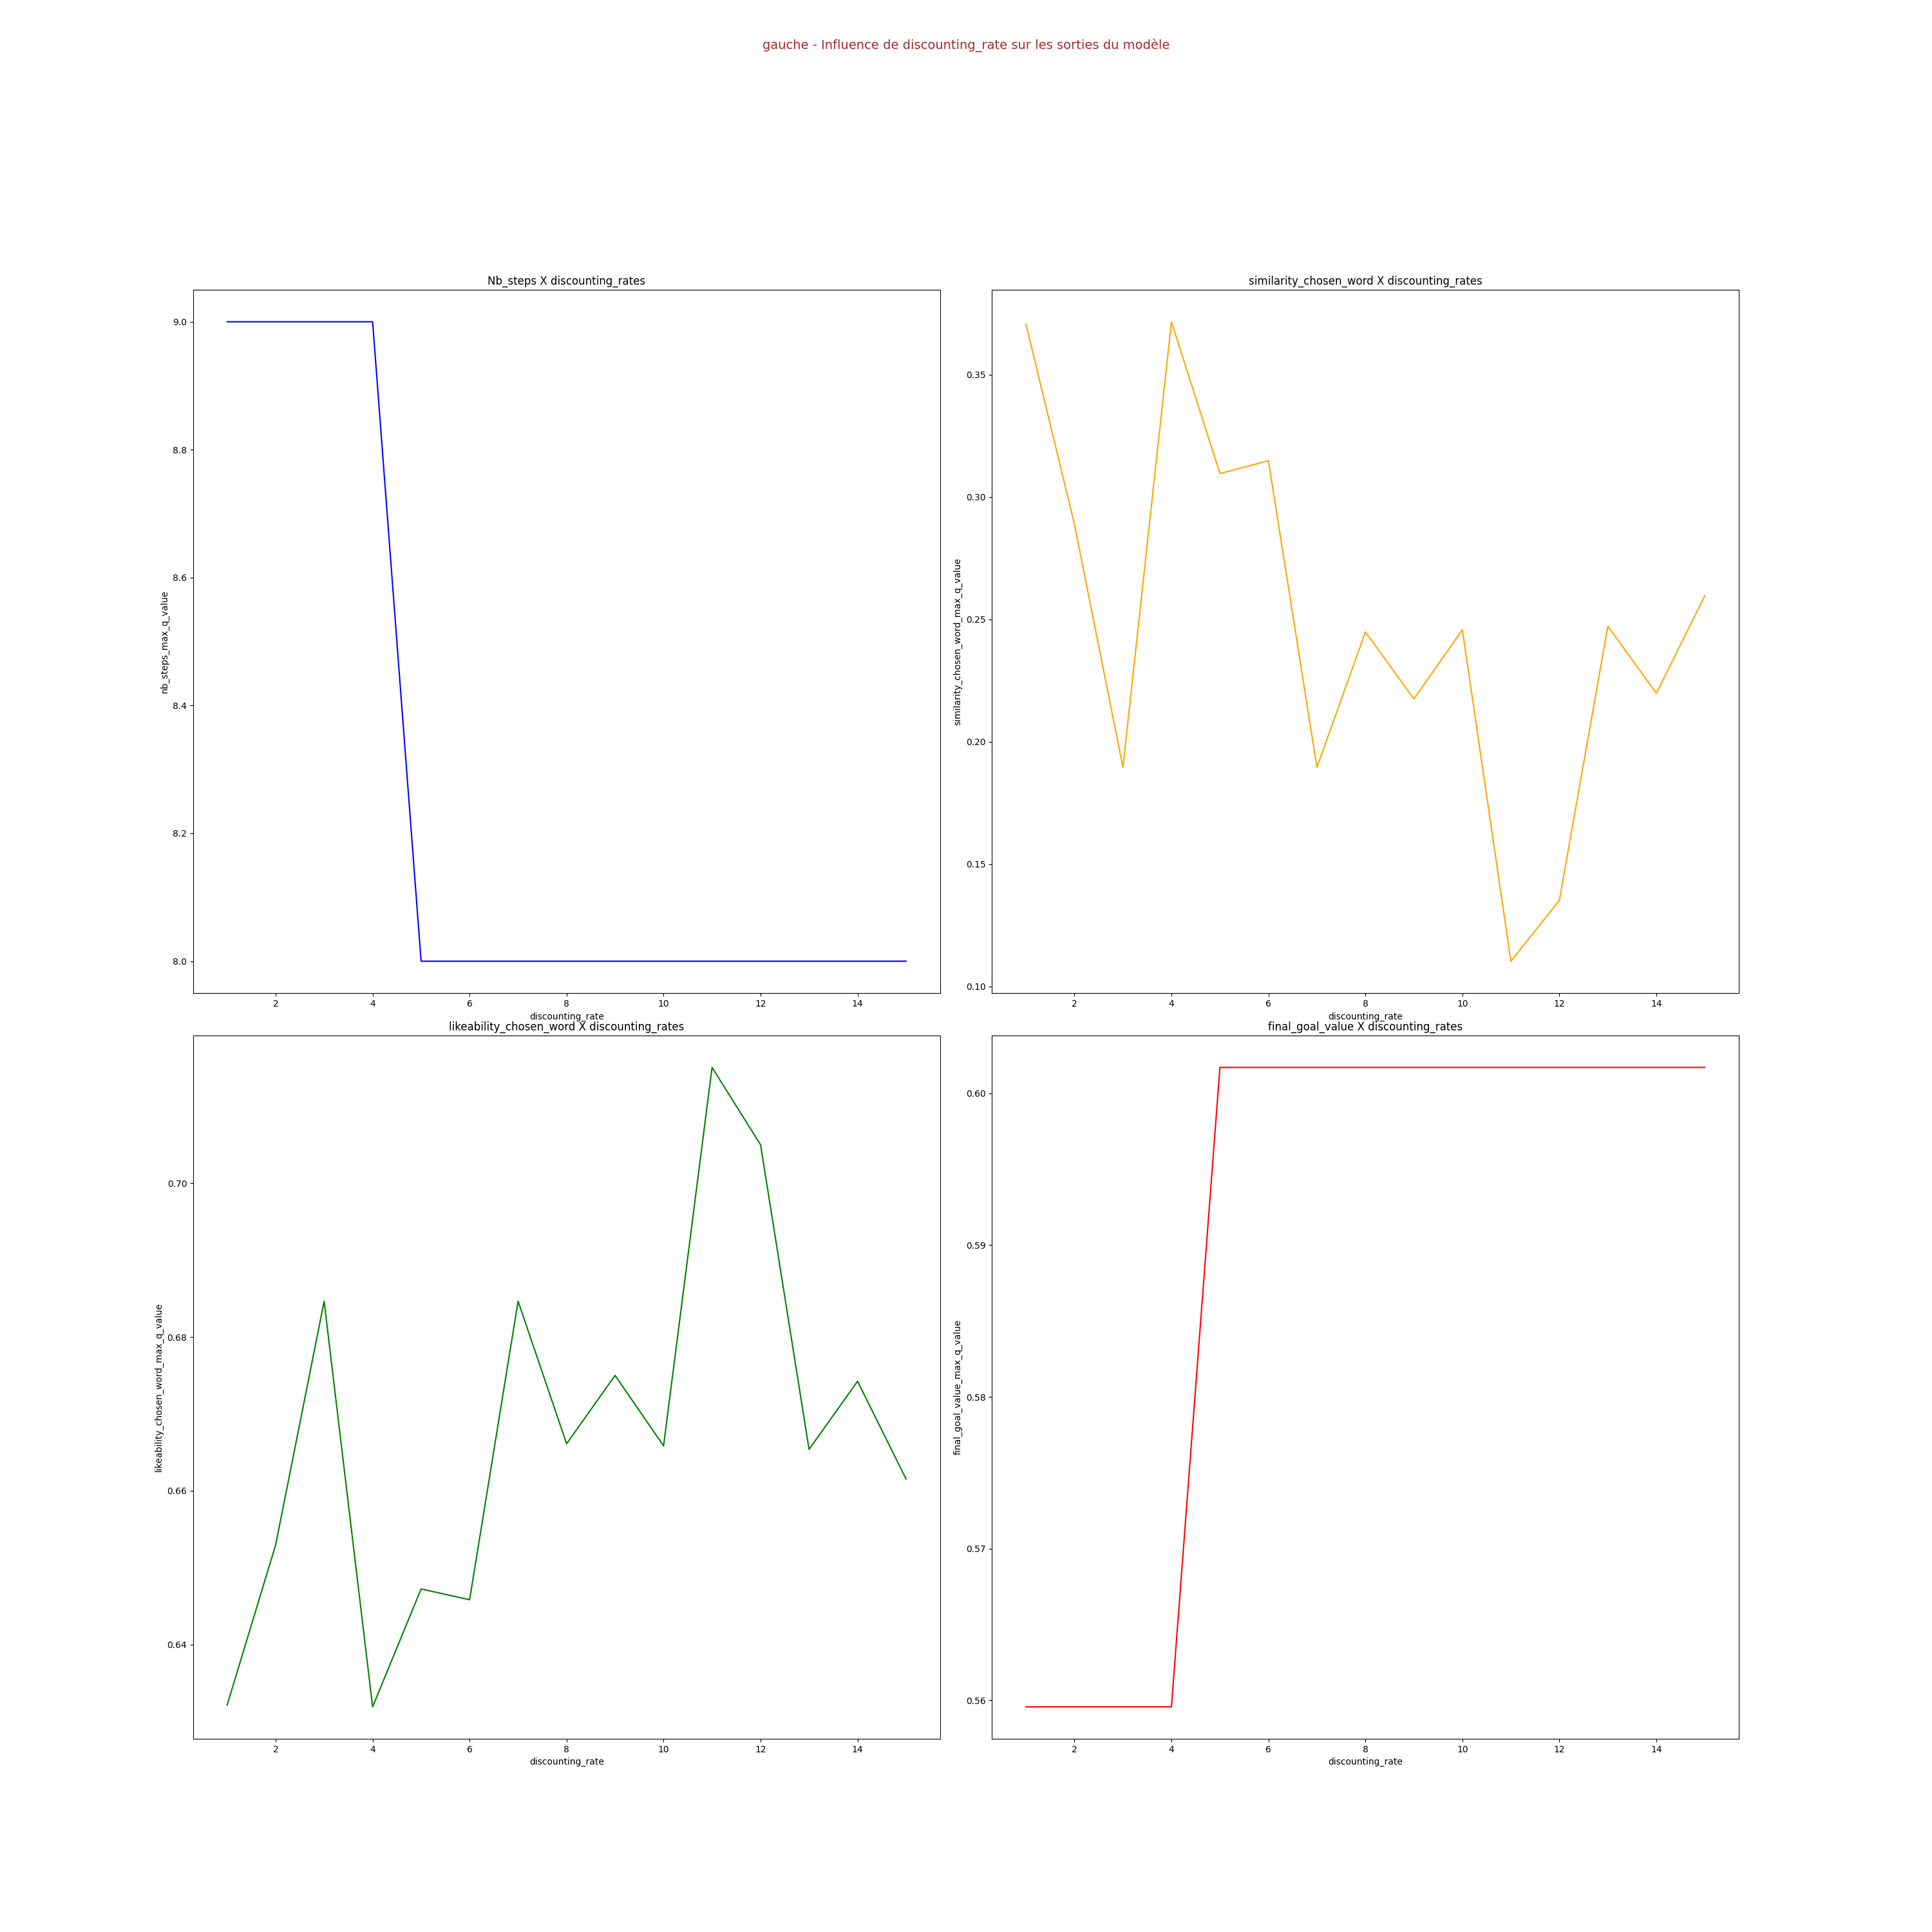 gauche - Influence de discounting_rate sur les sorties du modèle
Nb_steps X discounting_rates
nb_steps_max_q_value
9.0
8.8
8.6
8.4
8.2
8.0
2 4 6 8 10 12 14
discounting_rate
similarity_chosen_word X discounting_rates
similarity_chosen_word_max_q_value
0.35
0.30
0.25
0.20
0.15
0.10
2 4 6 8 10 12 14
discounting_rate
likeability_chosen_word X discounting_rates
likeability_chosen_word_max_q_value
0.70
0.68
0.66
0.64
2 4 6 8 10 12 14
discounting_rate
final_goal_value X discounting_rates
final_goal_value_max_q_value
0.60
0.59
0.58
0.57
0.56
2 4 6 8 10 12 14
discounting_rate